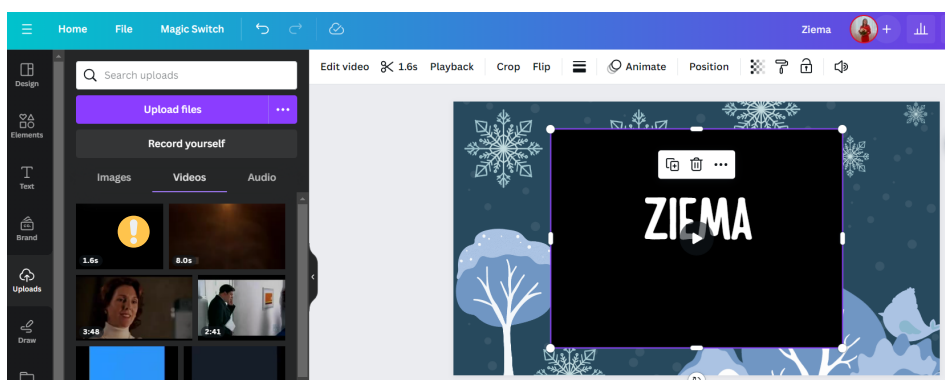 Home File Magic Switch Ziema
Edit video 1.6s Playback Crop Flip Animate Position
Search uploads
Upload files
Record yourself
Images Videos Audio
Design
Elements
Text
Brand
Uploads
Draw
1.6s 8.0s
3:48 2:41
ZIEMA